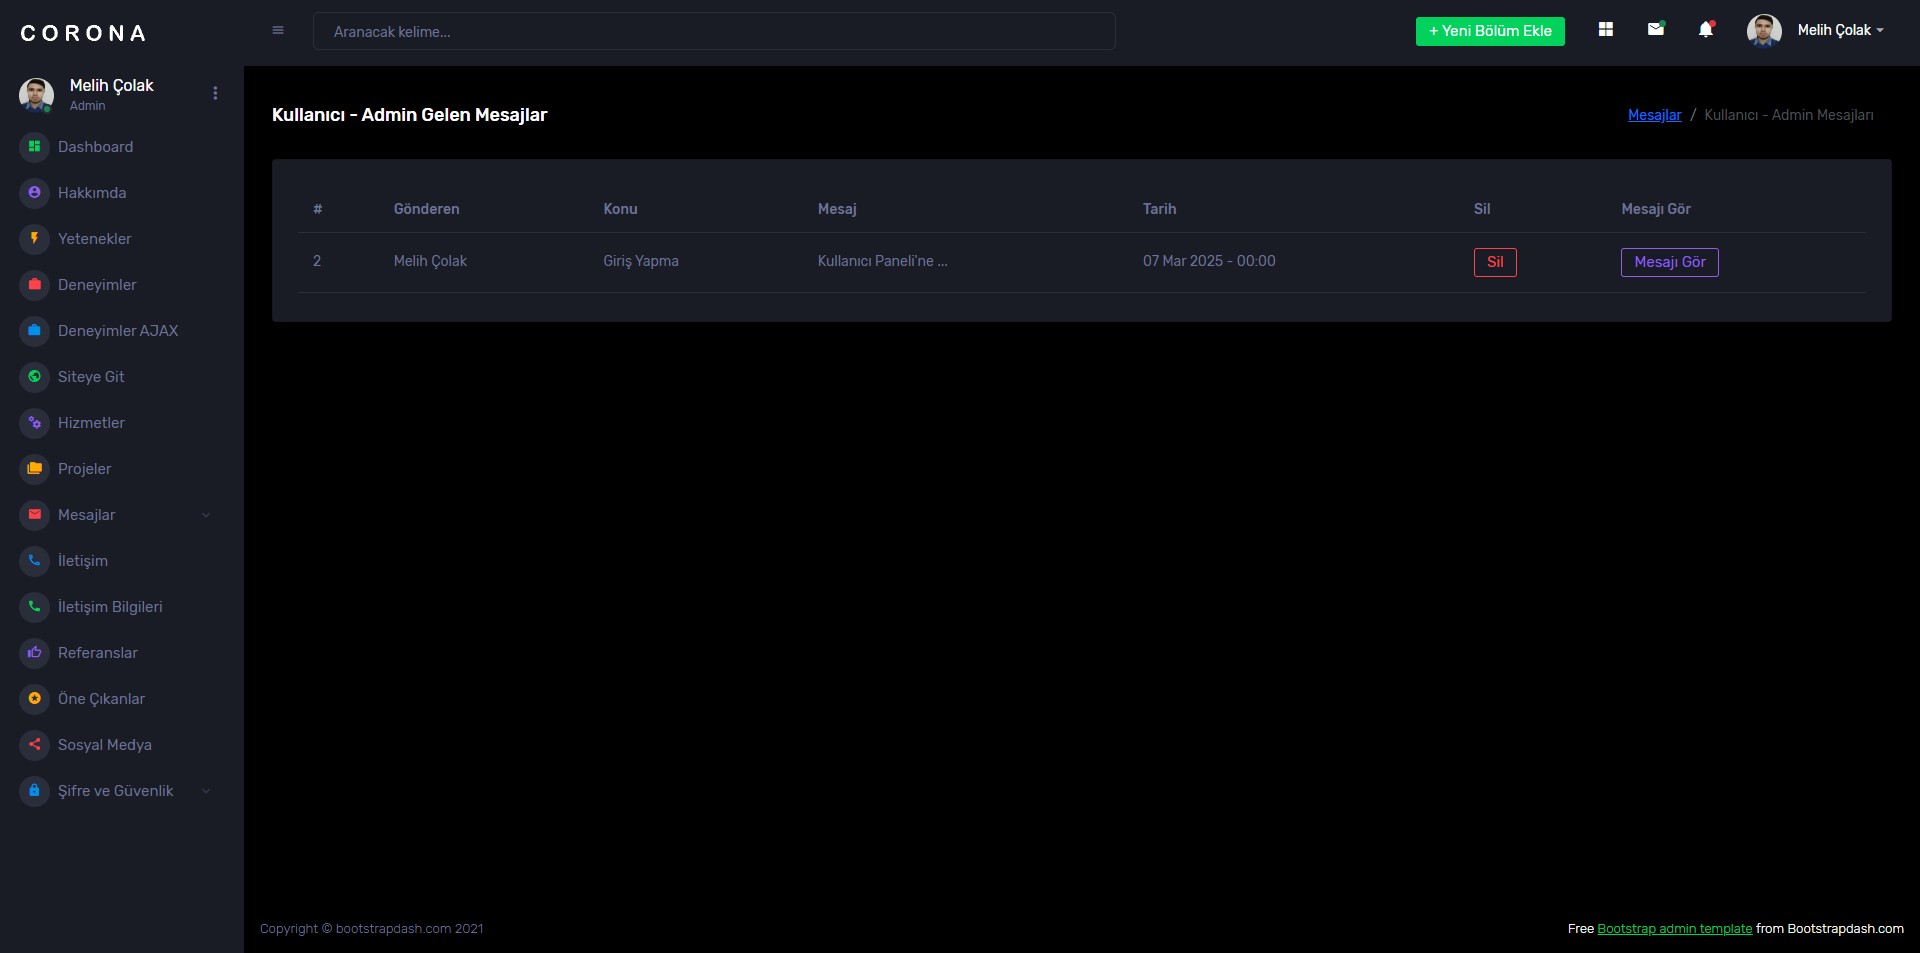 CORONA
Aranacak kelime...
+ Yeni Bölüm Ekle
Melih Çolak
Melih Çolak
Admin
Dashboard
Hakkımda
Yetenekler
Deneyimler
Deneyimler AJAX
Siteye Git
Hizmetler
Projeler
Mesajlar
İletişim
İletişim Bilgileri
Referanslar
Öne Çıkanlar
Sosyal Medya
Şifre ve Güvenlik
Kullanıcı - Admin Gelen Mesajlar
Mesajlar / Kullanıcı - Admin Mesajları
# Gönderen Konu Mesaj Tarih Sil Mesajı Gör
2 Melih Çolak Giriş Yapma Kullanıcı Paneli'ne ... 07 Mar 2025 - 00:00 Sil Mesajı Gör
Copyright © bootstrapdash.com 2021
Free Bootstrap admin template from Bootstrapdash.com